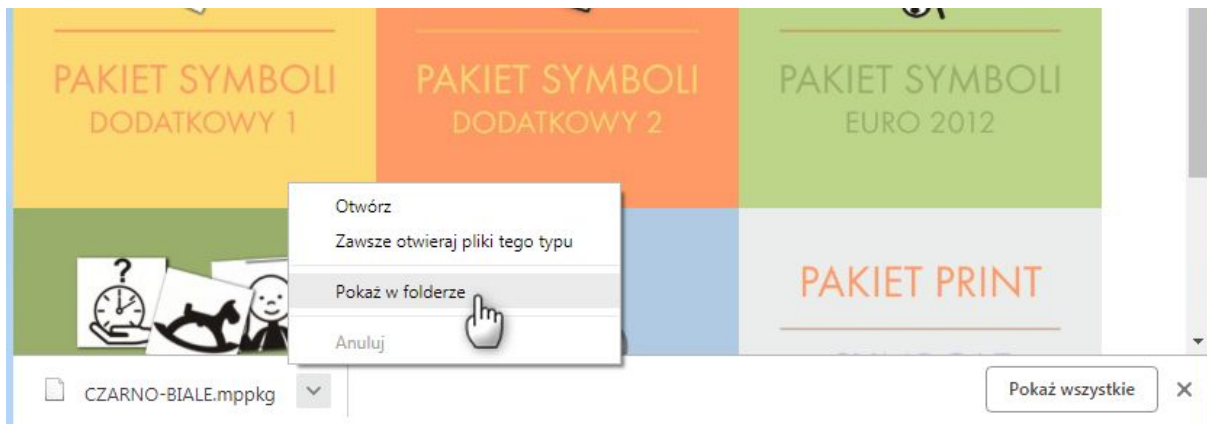 PAKIET SYMBOLI
DODATKOWY 1
PAKIET SYMBOLI
DODATKOWY 2
PAKIET SYMBOLI
EURO 2012
Otwórz
Zawsze otwieraj pliki tego typu
Pokaż w folderze
Anuluj
?
PAKIET PRINT
CZARNO-BIALE.mppkg
Pokaż wszystkie